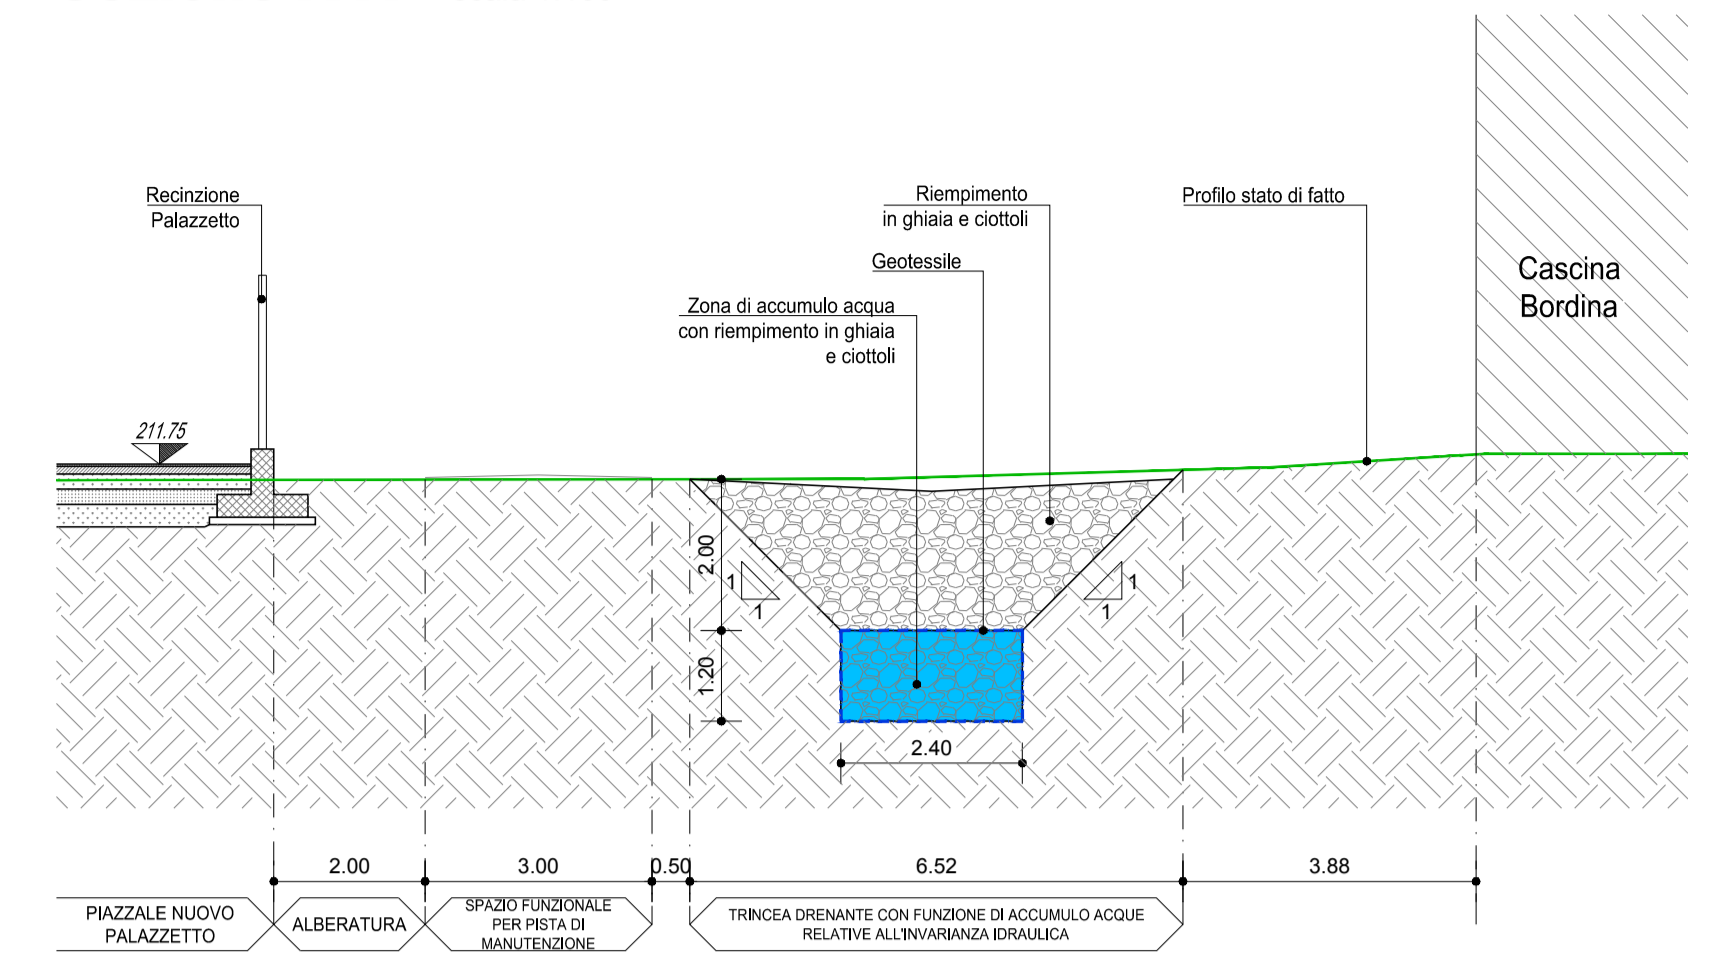 Recinzione
Palazzetto
Riempimento
in ghiaia e ciottoli
Profilo stato di fatto
Geotessile
Zona di accumulo acqua
con riempimento in ghiaia
e ciottoli
Cascina
Bordina
211.75
2.00
1
1
1
1
1.20
2.40
2.00
3.00
0.50
6.52
3.88
PIAZZALE NUOVO
PALAZZETTO
ALBERATURA
SPAZIO FUNZIONALE
PER PISTA DI
MANUTENZIONE
TRINCEA DRENANTE CON FUNZIONE DI ACCUMULO ACQUE
RELATIVE ALL'INVARIANZA IDRAULICA